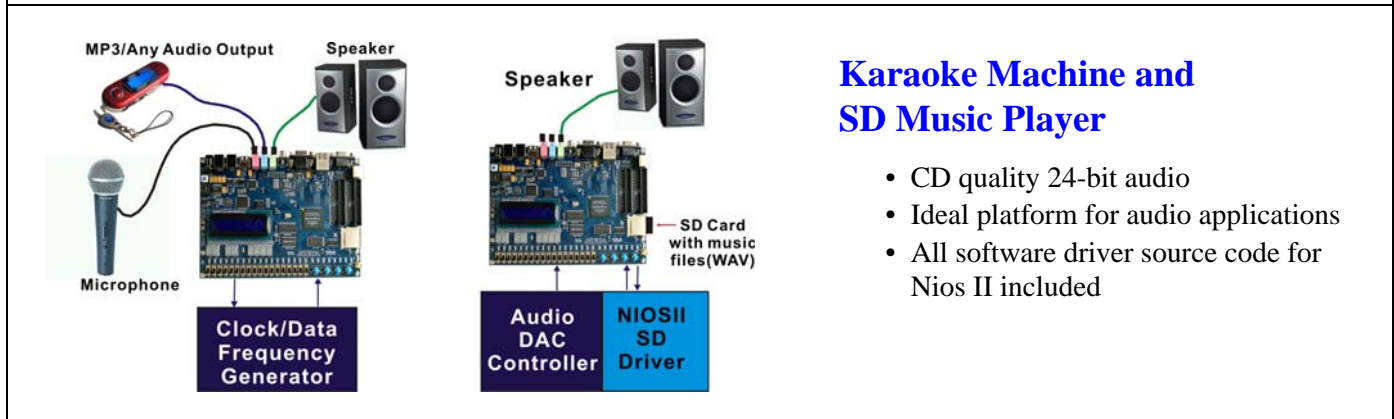 MP3/Any Audio Output
Speaker
Microphone
Clock/Data
Frequency
Generator
Speaker
SD Card
with music
files(WAV)
Audio
DAC
Controller
NIOSII
SD
Driver
Karaoke Machine and
SD Music Player
• CD quality 24-bit audio
• Ideal platform for audio applications
• All software driver source code for
Nios II included